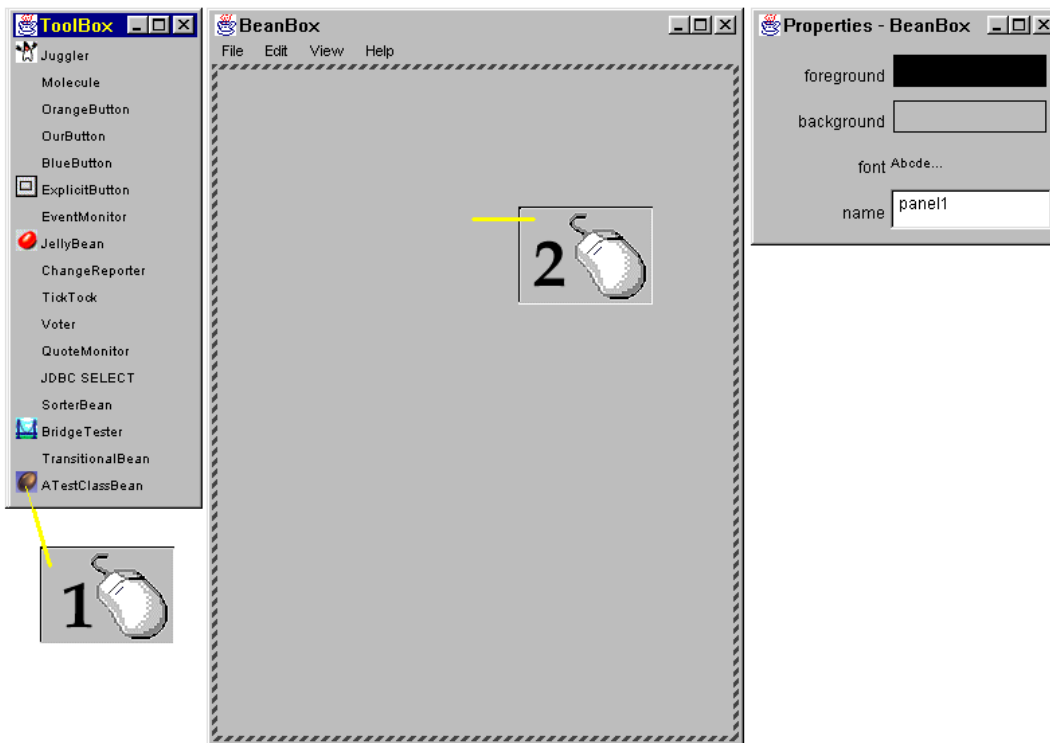 ToolBox
Juggler
Molecule
OrangeButton
OurButton
BlueButton
ExplicitButton
EventMonitor
JellyBean
ChangeReporter
TickTock
Voter
QuoteMonitor
JDBC SELECT
SorterBean
BridgeTester
TransitionalBean
ATestClassBean
1
BeanBox
File Edit View Help
2
Properties - BeanBox
foreground
background
font Abcde...
name panel1